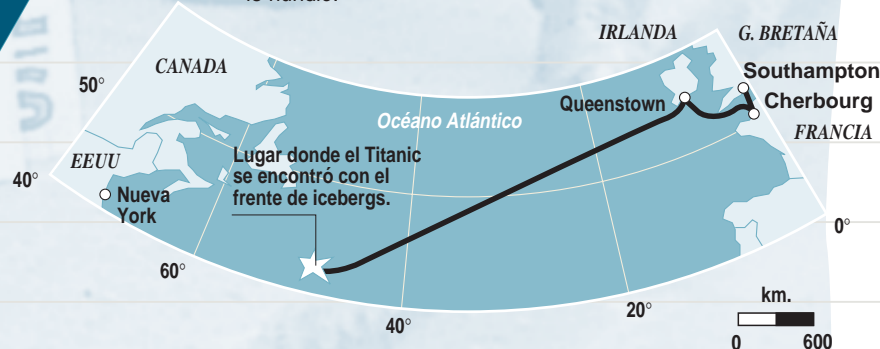 IRLANDA
G. BRETAÑA
CANADA
50°
Southampton
Queenstown
Cherbourg
Océano Atlántico
FRANCIA
EEUU
Lugar donde el Titanic
se encontró con el
frente de icebergs.
40°
Nueva
York
0°
60°
40°
20°
km.
0 600